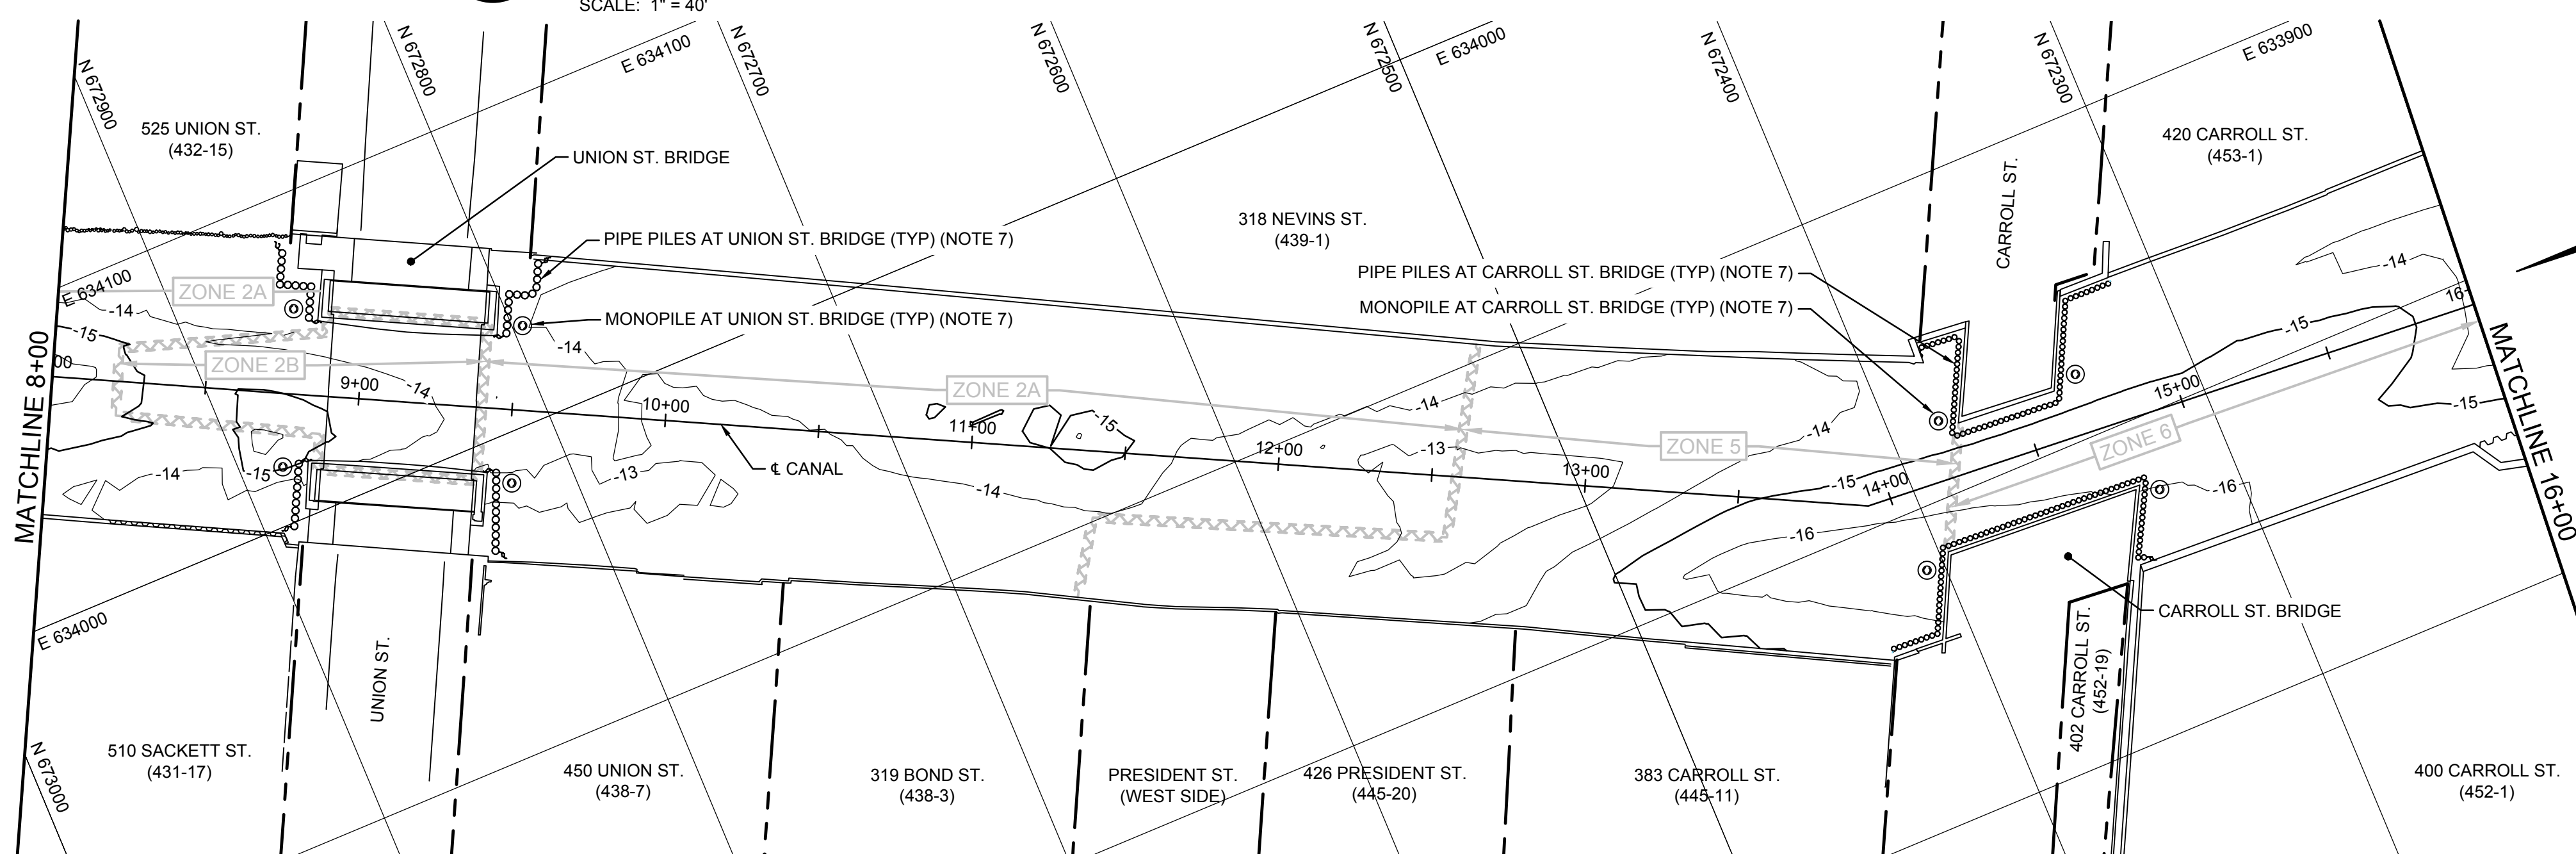 SCALE: 1" = 40'
N 672900
N 672800
E 634100
N 672700
N 672600
N 672500
E 634000
N 672400
N 672300
E 633900
525 UNION ST.
(432-15)
UNION ST. BRIDGE
420 CARROLL ST.
(453-1)
CARROLL ST.
318 NEVINS ST.
(439-1)
PIPE PILES AT UNION ST. BRIDGE (TYP) (NOTE 7)
PIPE PILES AT CARROLL ST. BRIDGE (TYP) (NOTE 7)
MONOPILE AT CARROLL ST. BRIDGE (TYP) (NOTE 7)
MONOPILE AT UNION ST. BRIDGE (TYP) (NOTE 7)
E 634100
ZONE 2A
-14
-15
-14
-14
-15
16+
MATCHLINE 8+00
00
ZONE 2B
9+00
-14
10+00
ZONE 2A
11+00
-15
12+00
-14
-13
13+00
ZONE 5
-14
-15
14+00
15+00
ZONE 6
-15
MATCHLINE 16+00
-14
-15
-13
℄ CANAL
-14
-16
-16
CARROLL ST. BRIDGE
E 634000
UNION ST.
402 CARROLL ST.
(452-19)
N 673000
510 SACKETT ST.
(431-17)
450 UNION ST.
(438-7)
319 BOND ST.
(438-3)
PRESIDENT ST.
(WEST SIDE)
426 PRESIDENT ST.
(445-20)
383 CARROLL ST.
(445-11)
400 CARROLL ST.
(452-1)